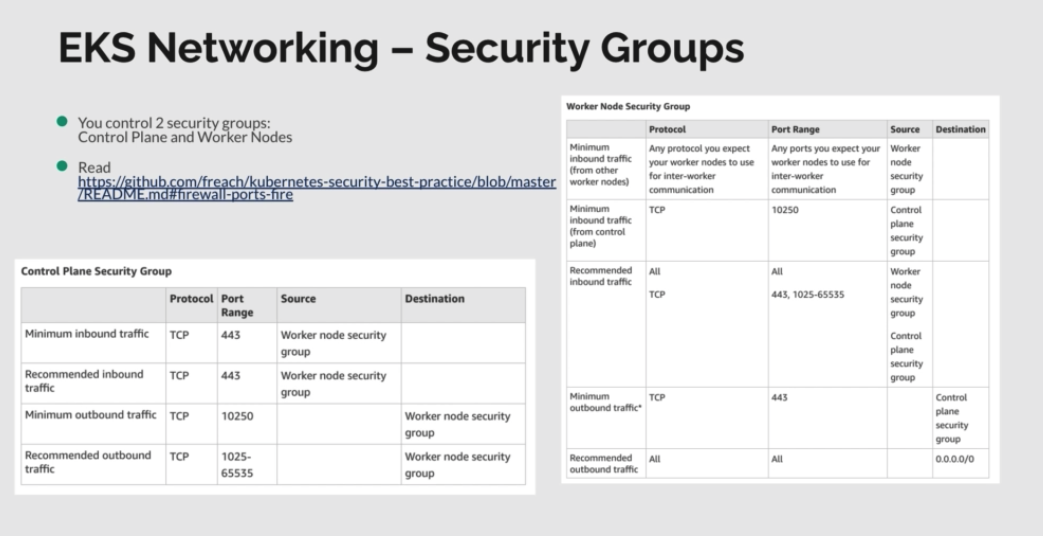 EKS Networking – Security Groups
You control 2 security groups:
Control Plane and Worker Nodes
Read
https://github.com/freach/kubernetes-security-best-practice/blob/master
/README.md#firewall-ports-fire
Control Plane Security Group
Protocol Port Source Destination
Range
Minimum inbound traffic TCP 443 Worker node security
group
Recommended inbound TCP 443 Worker node security
traffic group
Minimum outbound traffic TCP 10250 Worker node security
group
Recommended outbound TCP 1025- Worker node security
traffic 65535 group
Worker Node Security Group
Protocol Port Range Source Destination
Minimum Any protocol you expect Any ports you expect your Worker
inbound traffic your worker nodes to use worker nodes to use for node
(from other for inter-worker inter-worker security
worker nodes) communication communication group
Minimum TCP 10250 Control
inbound traffic plane
(from control security
plane) group
Recommended All All Worker
inbound traffic node
TCP 443, 1025-65535 security
group
Control
plane
security
group
Minimum TCP 443 Control
outbound traffic* plane
security
group
Recommended All All 0.0.0.0/0
outbound traffic